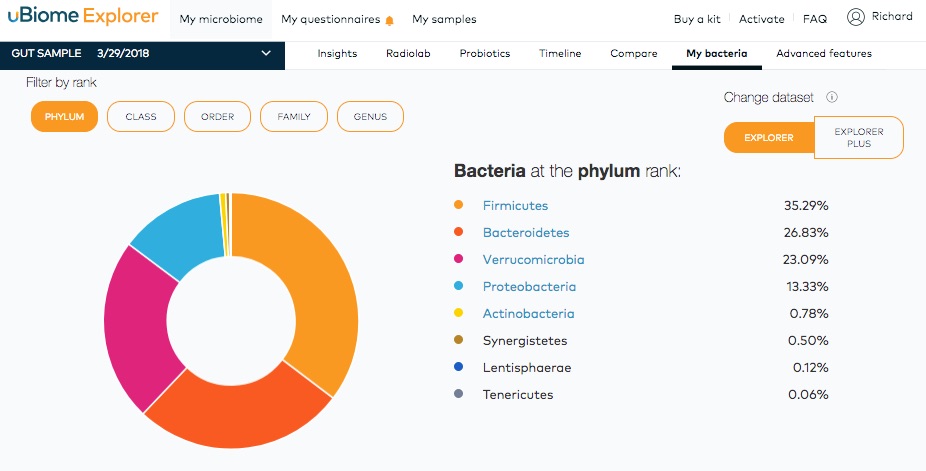 uBiome Explorer My microbiome My questionnaires My samples Buy a kit Activate FAQ Richard
GUT SAMPLE 3/29/2018 Insights Radiolab Probiotics Timeline Compare My bacteria Advanced features
Filter by rank
Change dataset i
PHYLUM CLASS ORDER FAMILY GENUS
EXPLORER EXPLORER
PLUS
Bacteria at the phylum rank:
Firmicutes 35.29%
Bacteroidetes 26.83%
Verrucomicrobia 23.09%
Proteobacteria 13.33%
Actinobacteria 0.78%
Synergistetes 0.50%
Lentisphaerae 0.12%
Tenericutes 0.06%